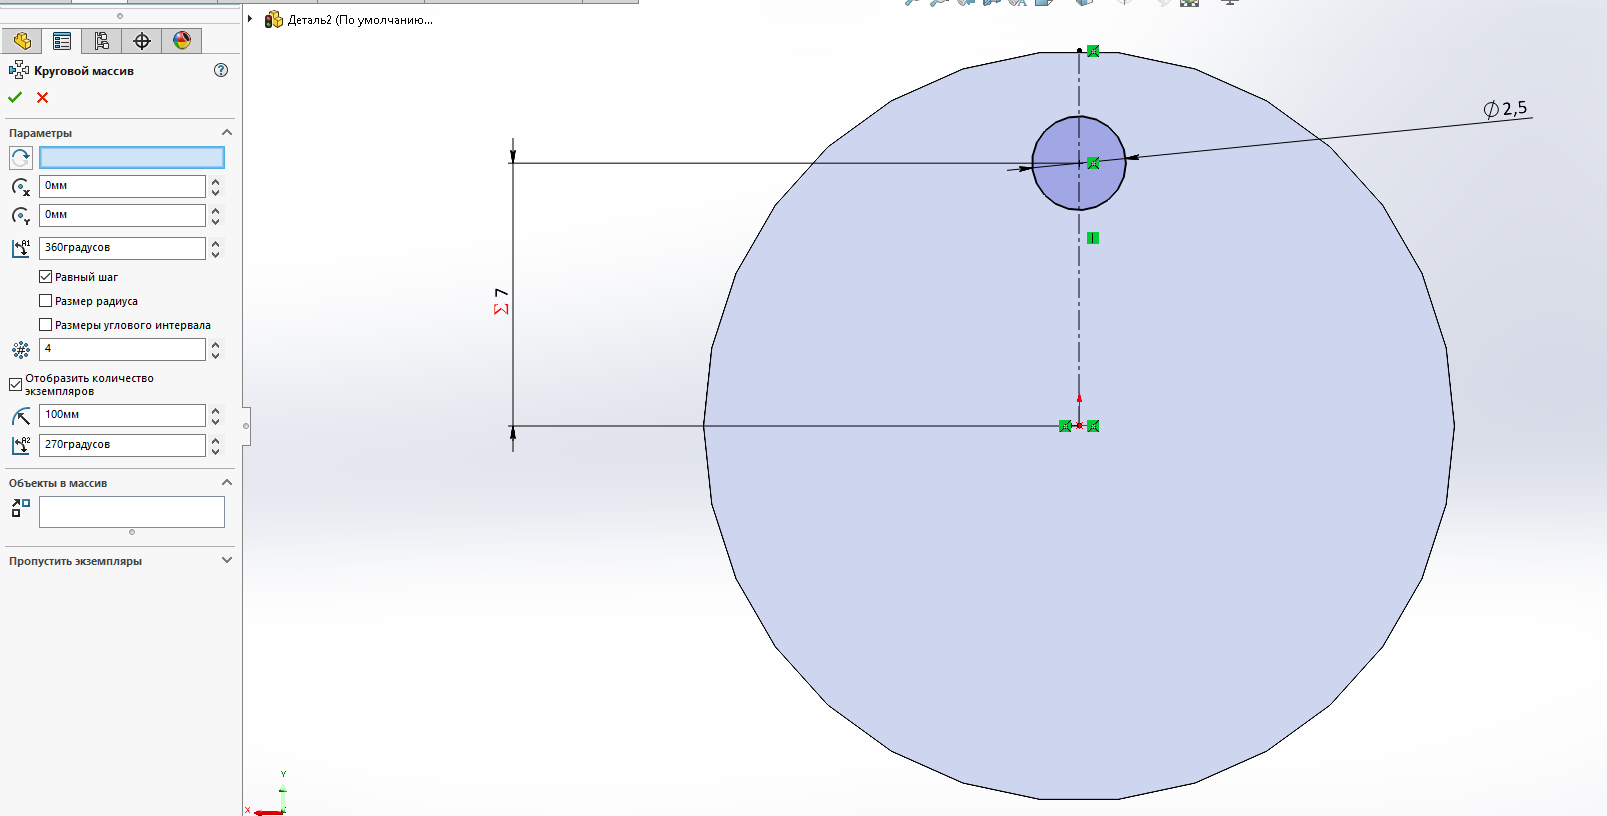 Деталь2 (По умолчанию...
Круговой массив
Параметры
0мм
0мм
360градусов
Равный шаг
Размер радиуса
Размеры углового интервала
4
Отобразить количество
экземпляров
100мм
270градусов
Объекты в массив
Пропустить экземпляры
∅2,5
Σ 7
Y
X